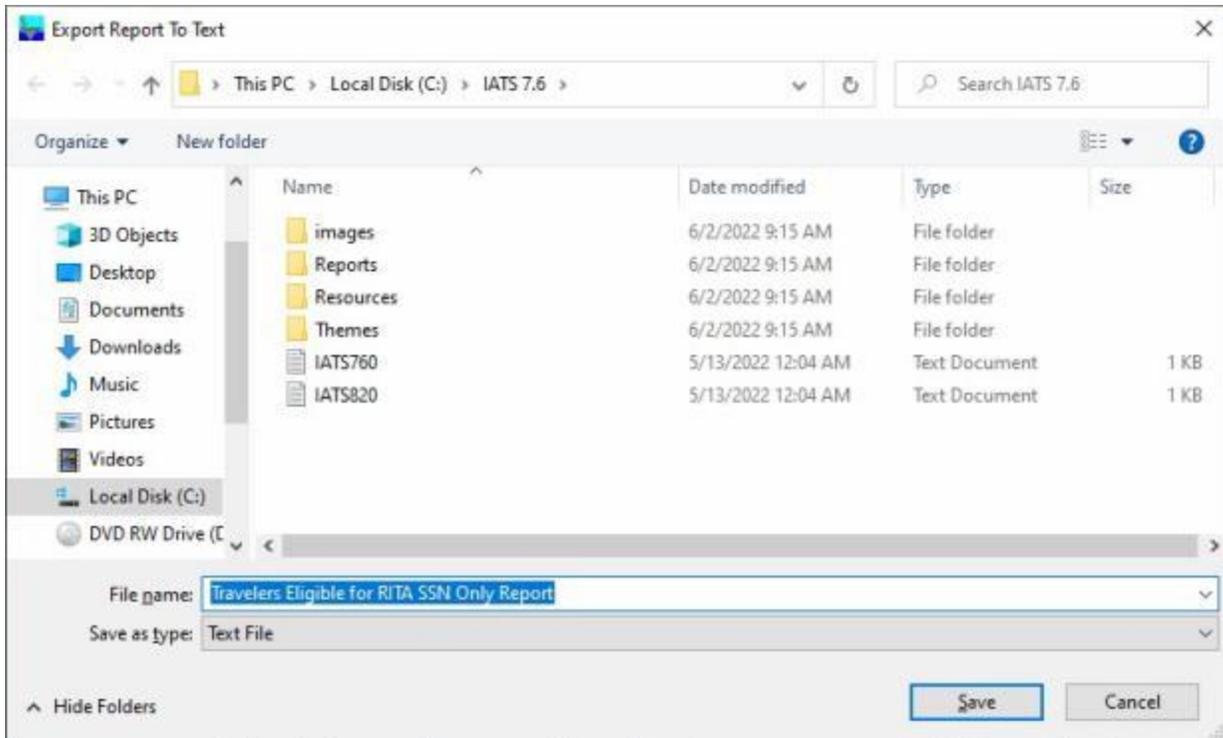 Export Report To Text
This PC > Local Disk (C:) > IATS 7.6 >
Search IATS 7.6
Organize
New folder
Name
Date modified
Type
Size
This PC
3D Objects
Desktop
Documents
Downloads
Music
Pictures
Videos
Local Disk (C:)
DVD RW Drive (D
images 6/2/2022 9:15 AM File folder
Reports 6/2/2022 9:15 AM File folder
Resources 6/2/2022 9:15 AM File folder
Themes 6/2/2022 9:15 AM File folder
IATS760 5/13/2022 12:04 AM Text Document 1 KB
IATS820 5/13/2022 12:04 AM Text Document 1 KB
File name: Travelers Eligible for RITA SSN Only Report
Save as type: Text File
Hide Folders
Save
Cancel